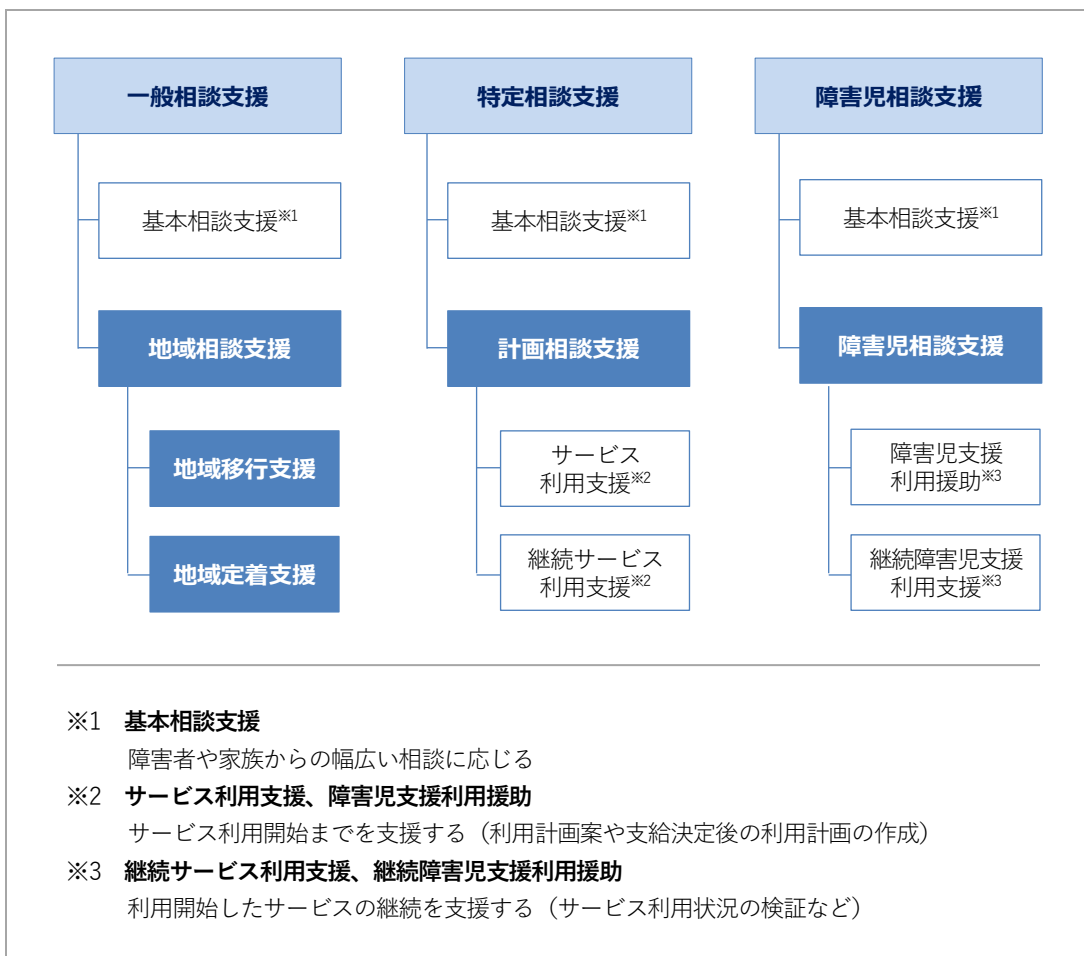 一般相談支援
特定相談支援
障害児相談支援
基本相談支援※1
基本相談支援※1
基本相談支援※1
地域相談支援
計画相談支援
障害児相談支援
地域移行支援
サービス
利用支援※2
障害児支援
利用援助※3
地域定着支援
継続サービス
利用支援※2
継続障害児支援
利用支援※3
※1 基本相談支援
障害者や家族からの幅広い相談に応じる
※2 サービス利用支援、障害児支援利用援助
サービス利用開始までを支援する（利用計画案や支給決定後の利用計画の作成）
※3 継続サービス利用支援、継続障害児支援利用援助
利用開始したサービスの継続を支援する（サービス利用状況の検証など）